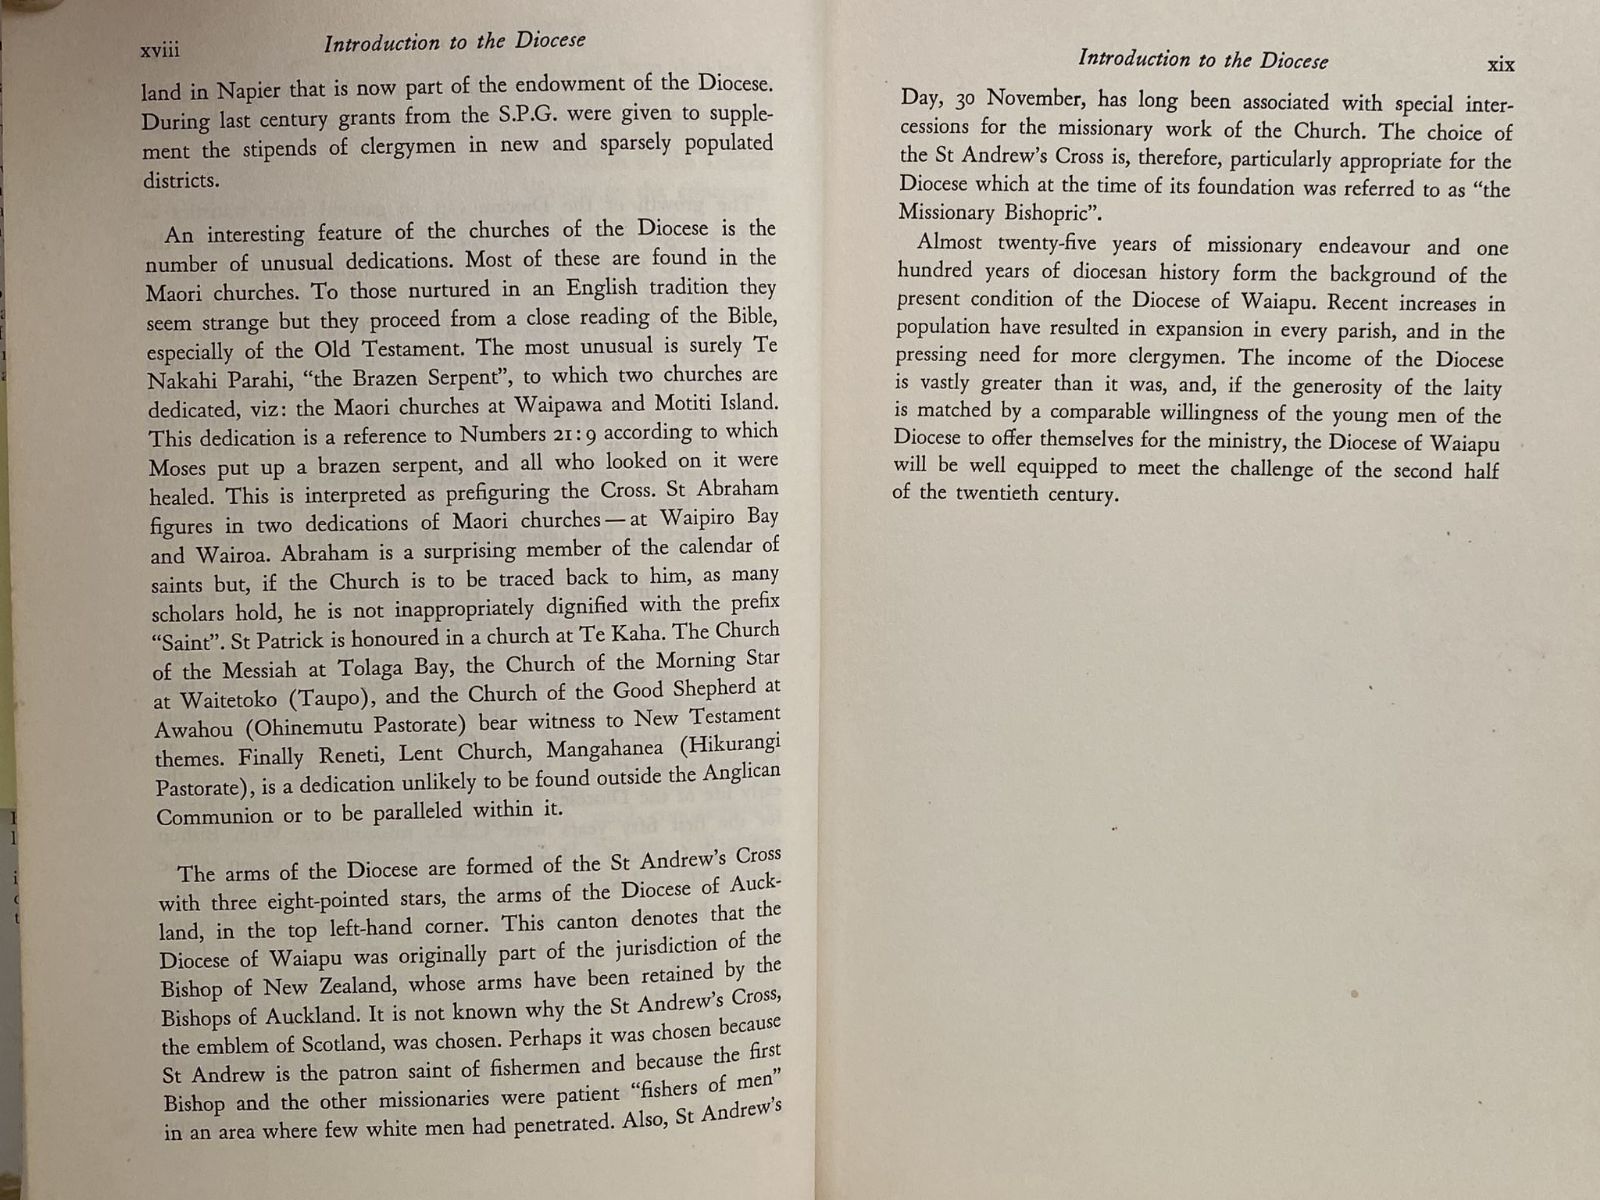 xviii
Introduction to the Diocese
land in Napier that is now part of the endowment of the Diocese.
During last century grants from the S.P.G. were given to supple-
ment the stipends of clergymen in new and sparsely populated
districts.
An interesting feature of the churches of the Diocese is the
number of unusual dedications. Most of these are found in the
Maori churches. To those nurtured in an English tradition they
seem strange but they proceed from a close reading of the Bible,
especially of the Old Testament. The most unusual is surely Te
Nakahi Parahi, “the Brazen Serpent”, to which two churches are
dedicated, viz: the Maori churches at Waipawa and Motiti Island.
This dedication is a reference to Numbers 21:9 according to which
Moses put up a brazen serpent, and all who looked on it were
healed. This is interpreted as prefiguring the Cross. St Abraham
figures in two dedications of Maori churches — at Waipiro Bay
and Wairoa. Abraham is a surprising member of the calendar of
saints but, if the Church is to be traced back to him, as many
scholars hold, he is not inappropriately dignified with the prefix
“Saint”. St Patrick is honoured in a church at Te Kaha. The Church
of the Messiah at Tolaga Bay, the Church of the Morning Star
at Waitetoko (Taupo), and the Church of the Good Shepherd at
Awahou (Ohinemutu Pastorate) bear witness to New Testament
themes. Finally Reneti, Lent Church, Mangahanea (Hikurangi
Pastorate), is a dedication unlikely to be found outside the Anglican
Communion or to be paralleled within it.
The arms of the Diocese are formed of the St Andrew’s Cross
with three eight-pointed stars, the arms of the Diocese of Auck-
land, in the top left-hand corner. This canton denotes that the
Diocese of Waiapu was originally part of the jurisdiction of the
Bishop of New Zealand, whose arms have been retained by the
Bishops of Auckland. It is not known why the St Andrew’s Cross,
the emblem of Scotland, was chosen. Perhaps it was chosen because
St Andrew is the patron saint of fishermen and because the first
Bishop and the other missionaries were patient “fishers of men”
in an area where few white men had penetrated. Also, St Andrew’s
Introduction to the Diocese
xix
Day, 30 November, has long been associated with special inter-
cessions for the missionary work of the Church. The choice of
the St Andrew’s Cross is, therefore, particularly appropriate for the
Diocese which at the time of its foundation was referred to as “the
Missionary Bishopric”.
Almost twenty-five years of missionary endeavour and one
hundred years of diocesan history form the background of the
present condition of the Diocese of Waiapu. Recent increases in
population have resulted in expansion in every parish, and in the
pressing need for more clergymen. The income of the Diocese
is vastly greater than it was, and, if the generosity of the laity
is matched by a comparable willingness of the young men of the
Diocese to offer themselves for the ministry, the Diocese of Waiapu
will be well equipped to meet the challenge of the second half
of the twentieth century.